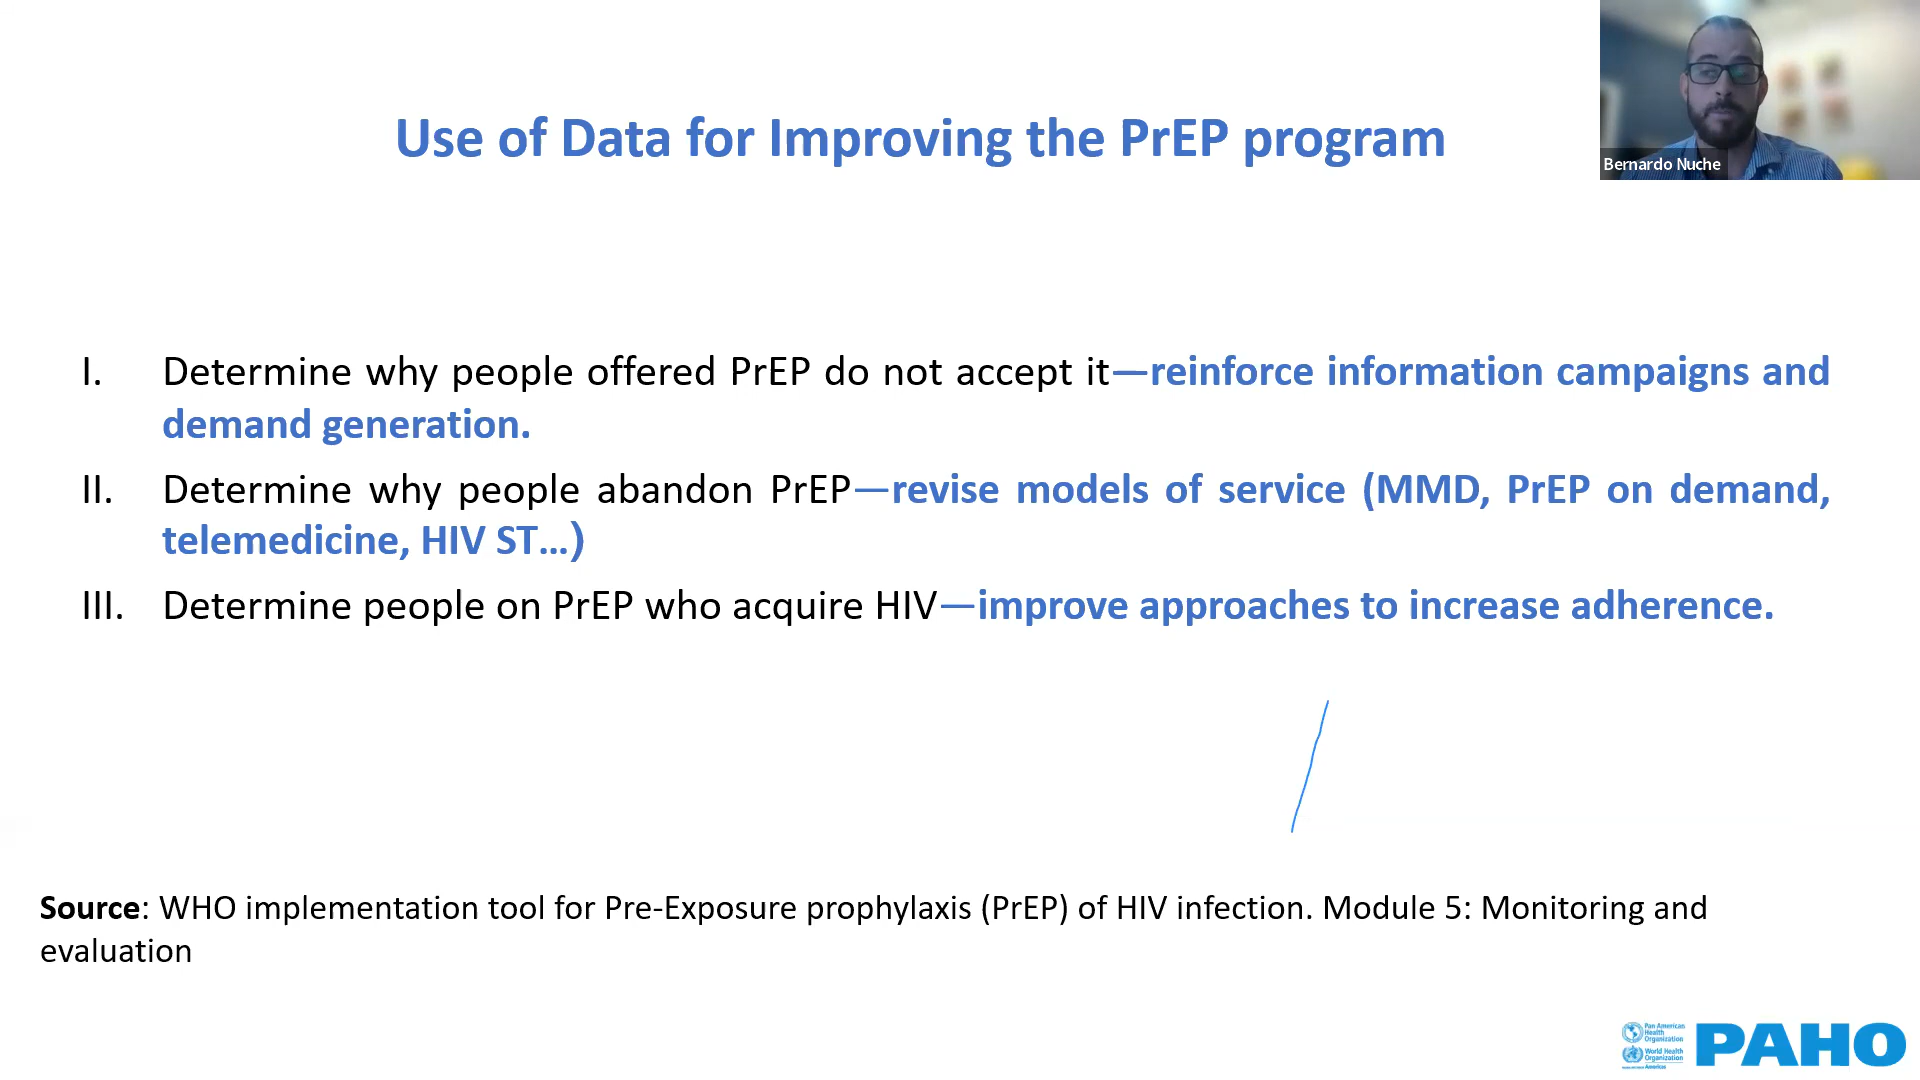 Use of Data for Improving the PrEP program
Bernardo Nuche
I. Determine why people offered PrEP do not accept it—reinforce information campaigns and
demand generation.
II. Determine why people abandon PrEP—revise models of service (MMD, PrEP on demand,
telemedicine, HIV ST...)
III. Determine people on PrEP who acquire HIV—improve approaches to increase adherence.
Source: WHO implementation tool for Pre-Exposure prophylaxis (PrEP) of HIV infection. Module 5: Monitoring and
evaluation
Pan American
Health
Organization
World Health
Organization
Americas
PAHO